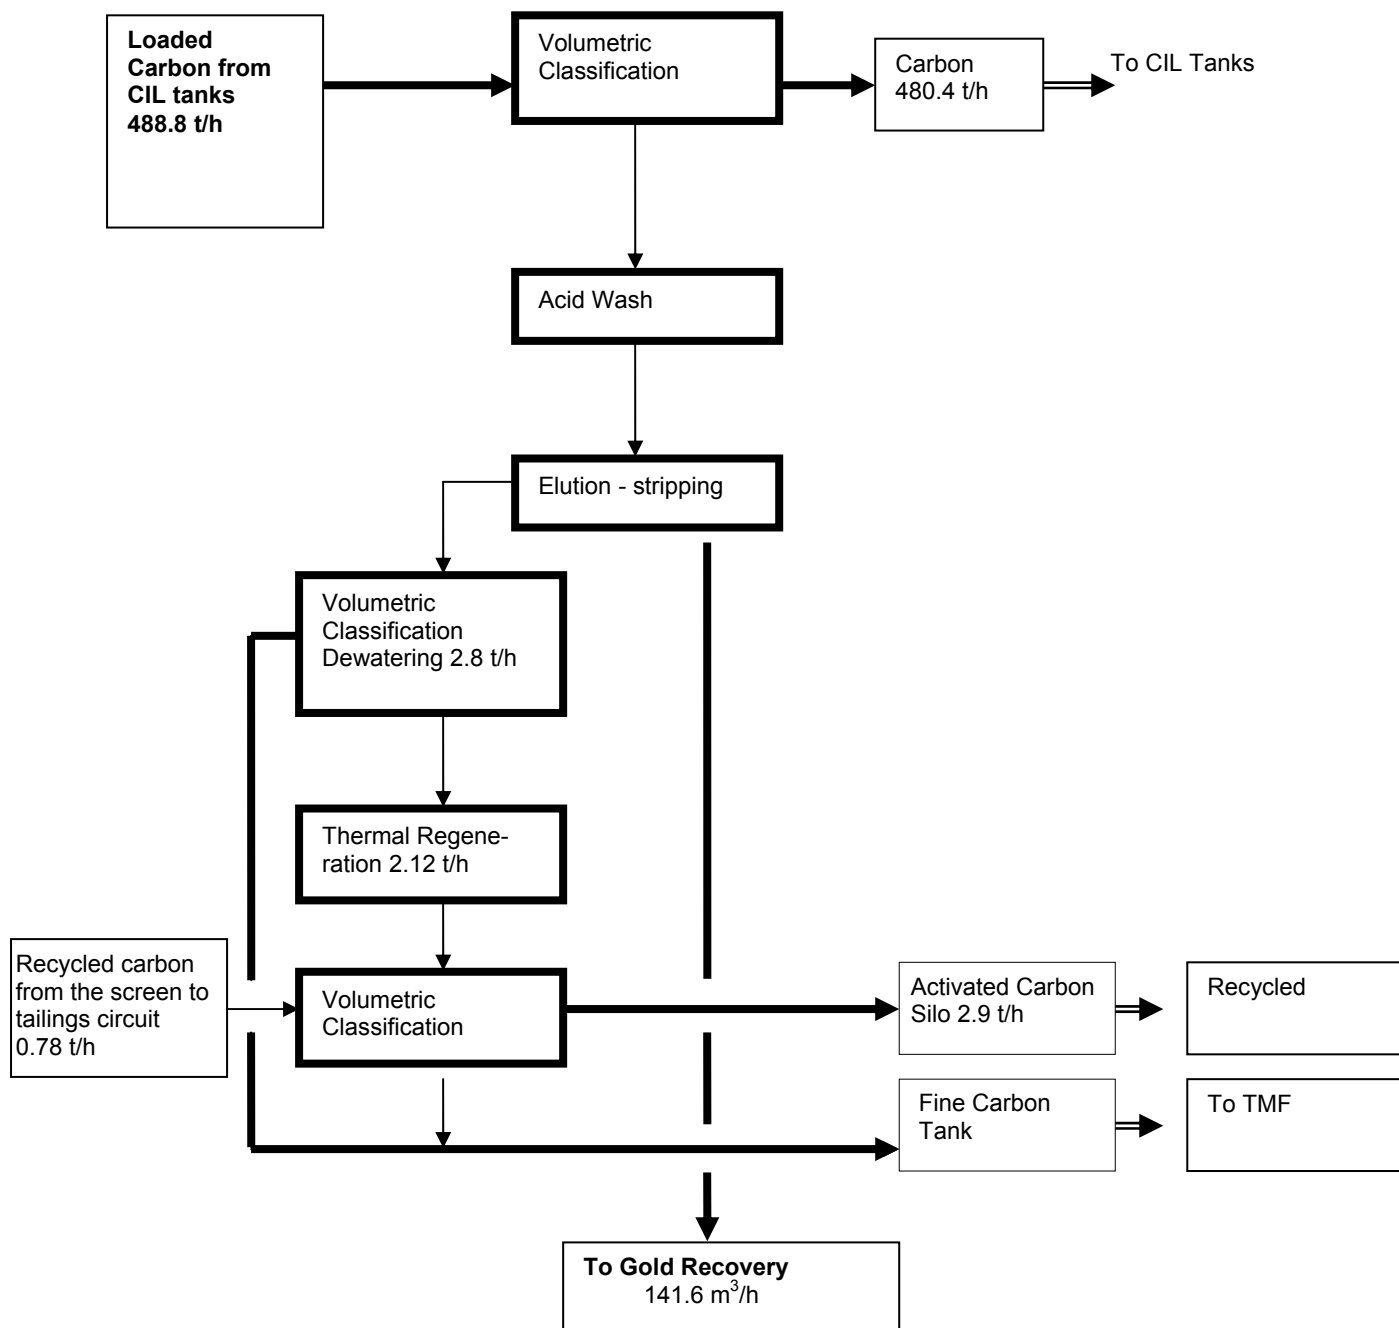 Loaded
Carbon from
CIL tanks
488.8 t/h
Volumetric
Classification
Carbon
480.4 t/h
To CIL Tanks
Acid Wash
Elution - stripping
Volumetric
Classification
Dewatering 2.8 t/h
Thermal Regene-
ration 2.12 t/h
Recycled carbon
from the screen to
tailings circuit
0.78 t/h
Volumetric
Classification
Activated Carbon
Silo 2.9 t/h
Recycled
Fine Carbon
Tank
To TMF
To Gold Recovery
141.6 m³/h